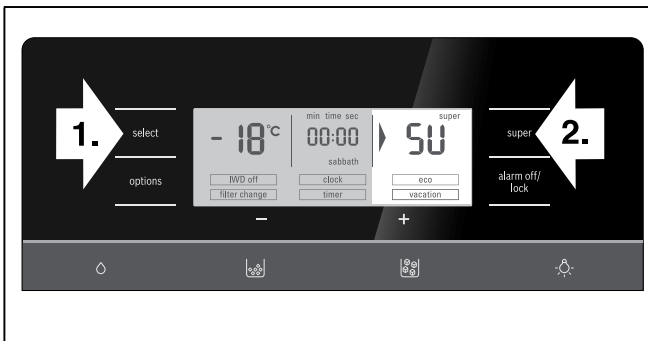 1.
select
options
- 18°C
IWD off
filter change
min time sec
00:00
sabbath
clock
timer
super
SU
eco
vacation
super
2.
alarm off/
lock
−
+